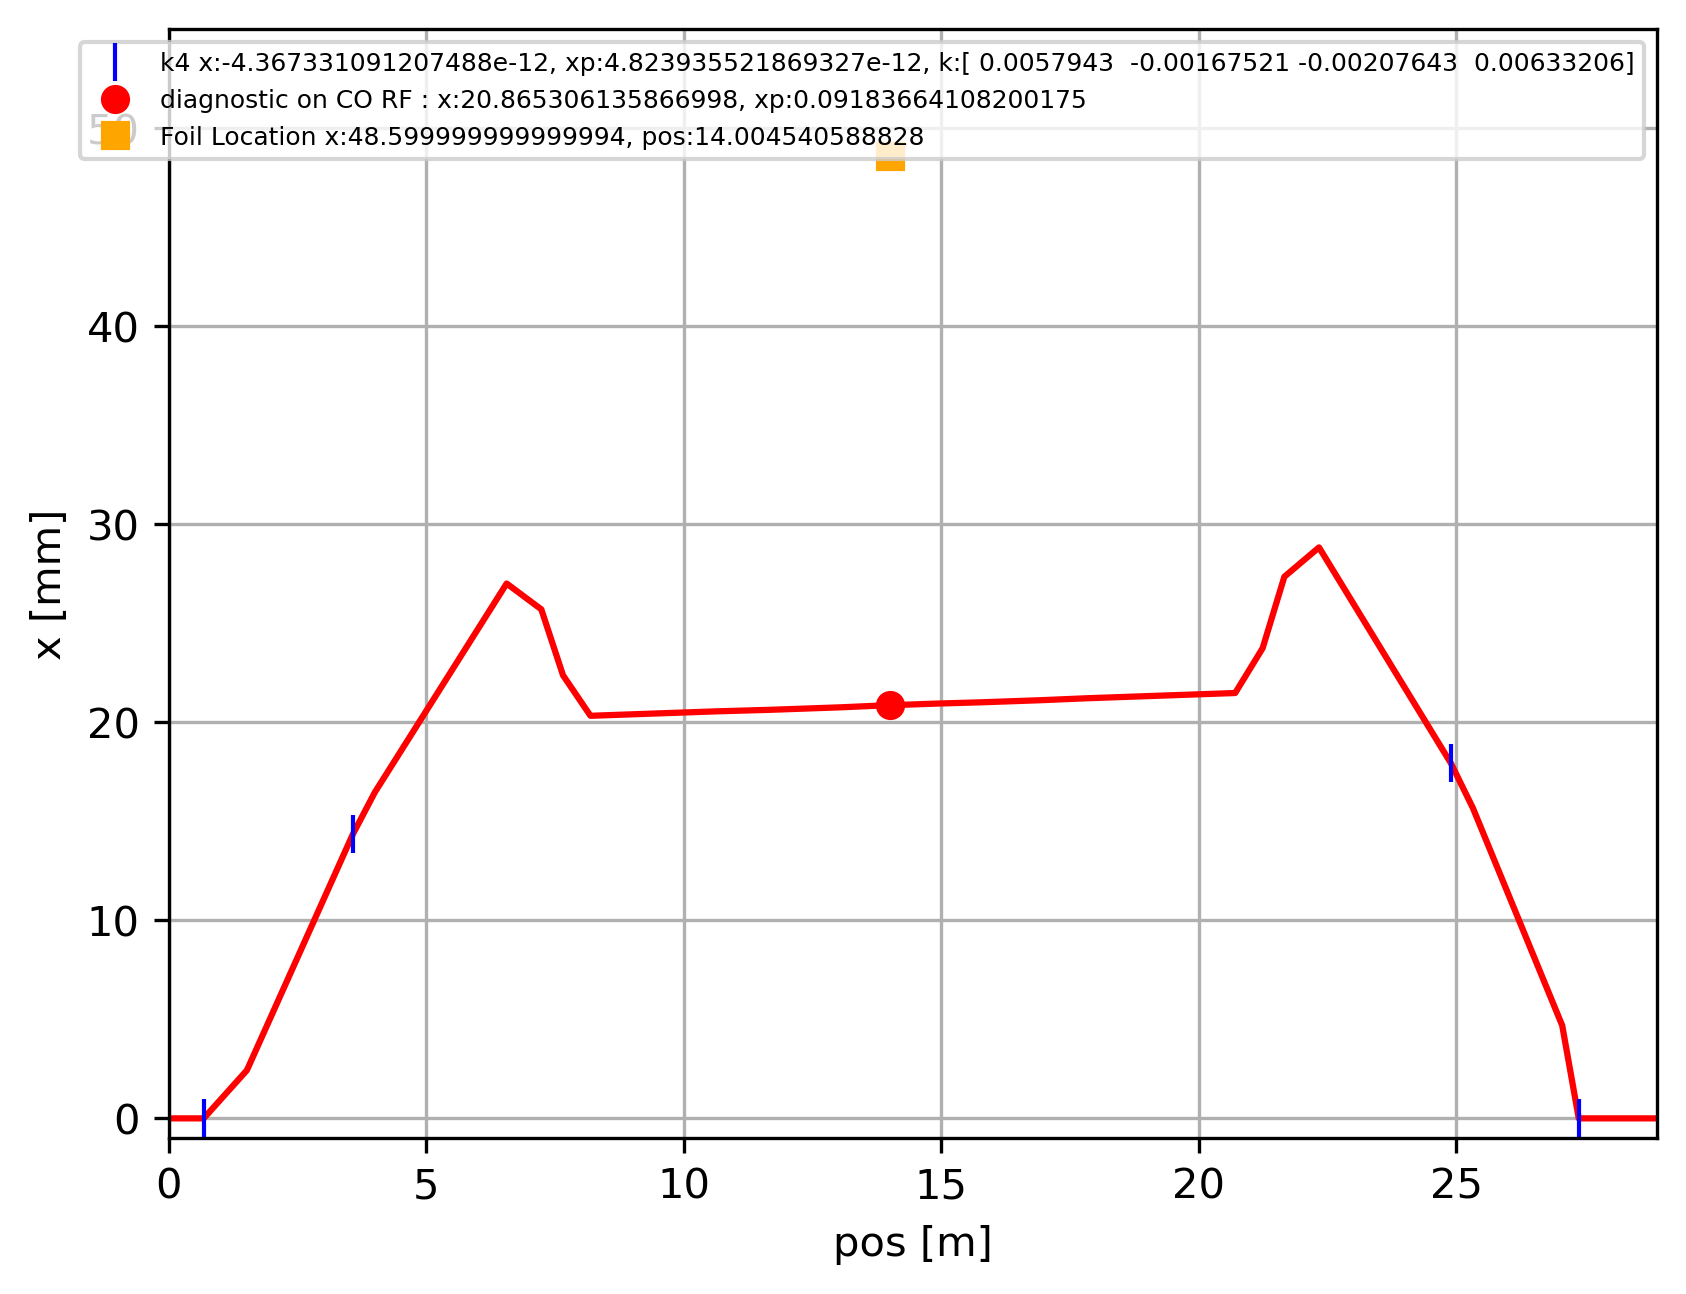 k4 x:-4.367331091207488e-12, xp:4.823935521869327e-12, k:[ 0.0057943  -0.00167521 -0.00207643  0.00633206]
diagnostic on CO RF : x:20.865306135866998, xp:0.09183664108200175
Foil Location x:48.599999999999994, pos:14.004540588828
50
40
30
20
10
0
x [mm]
0 5 10 15 20 25
pos [m]